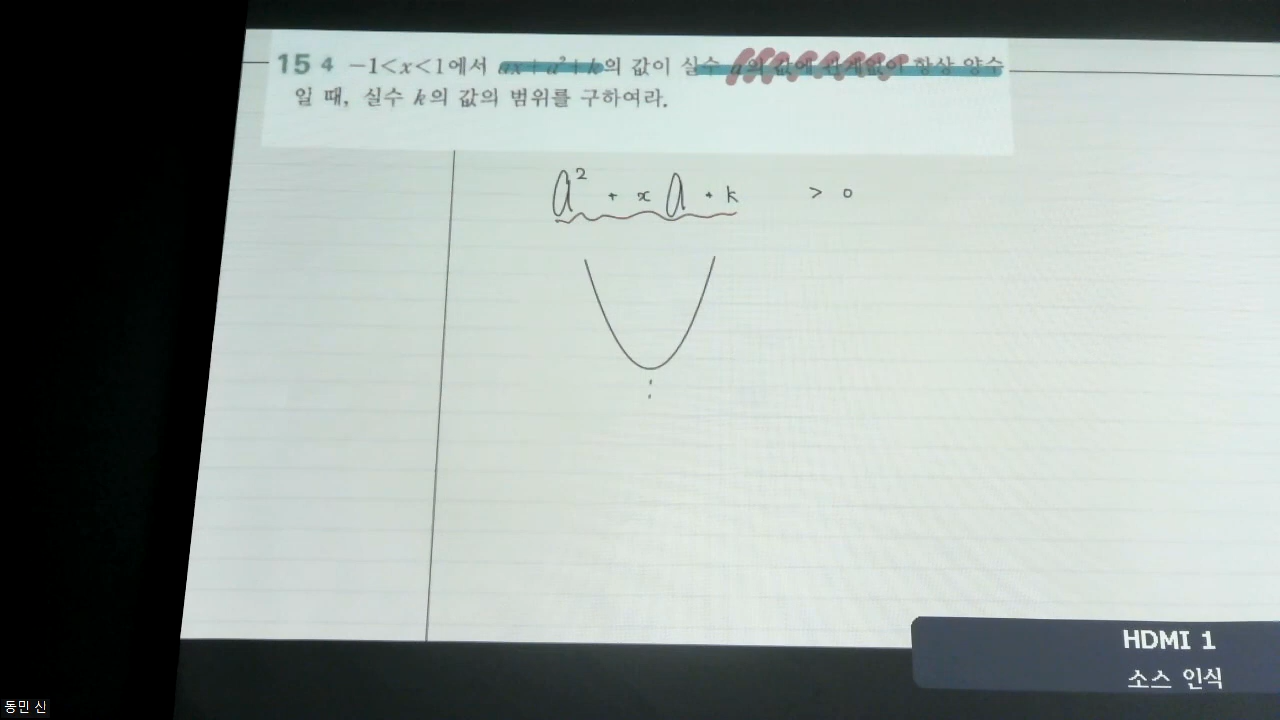 15 4 −1<x<1에서 ax+a²+k의 값이 실수 a의 값에 관계없이 항상 양수
일 때, 실수 k의 값의 범위를 구하여라.
a² + x a + k > 0
HDMI 1
소스 인식
동민 신